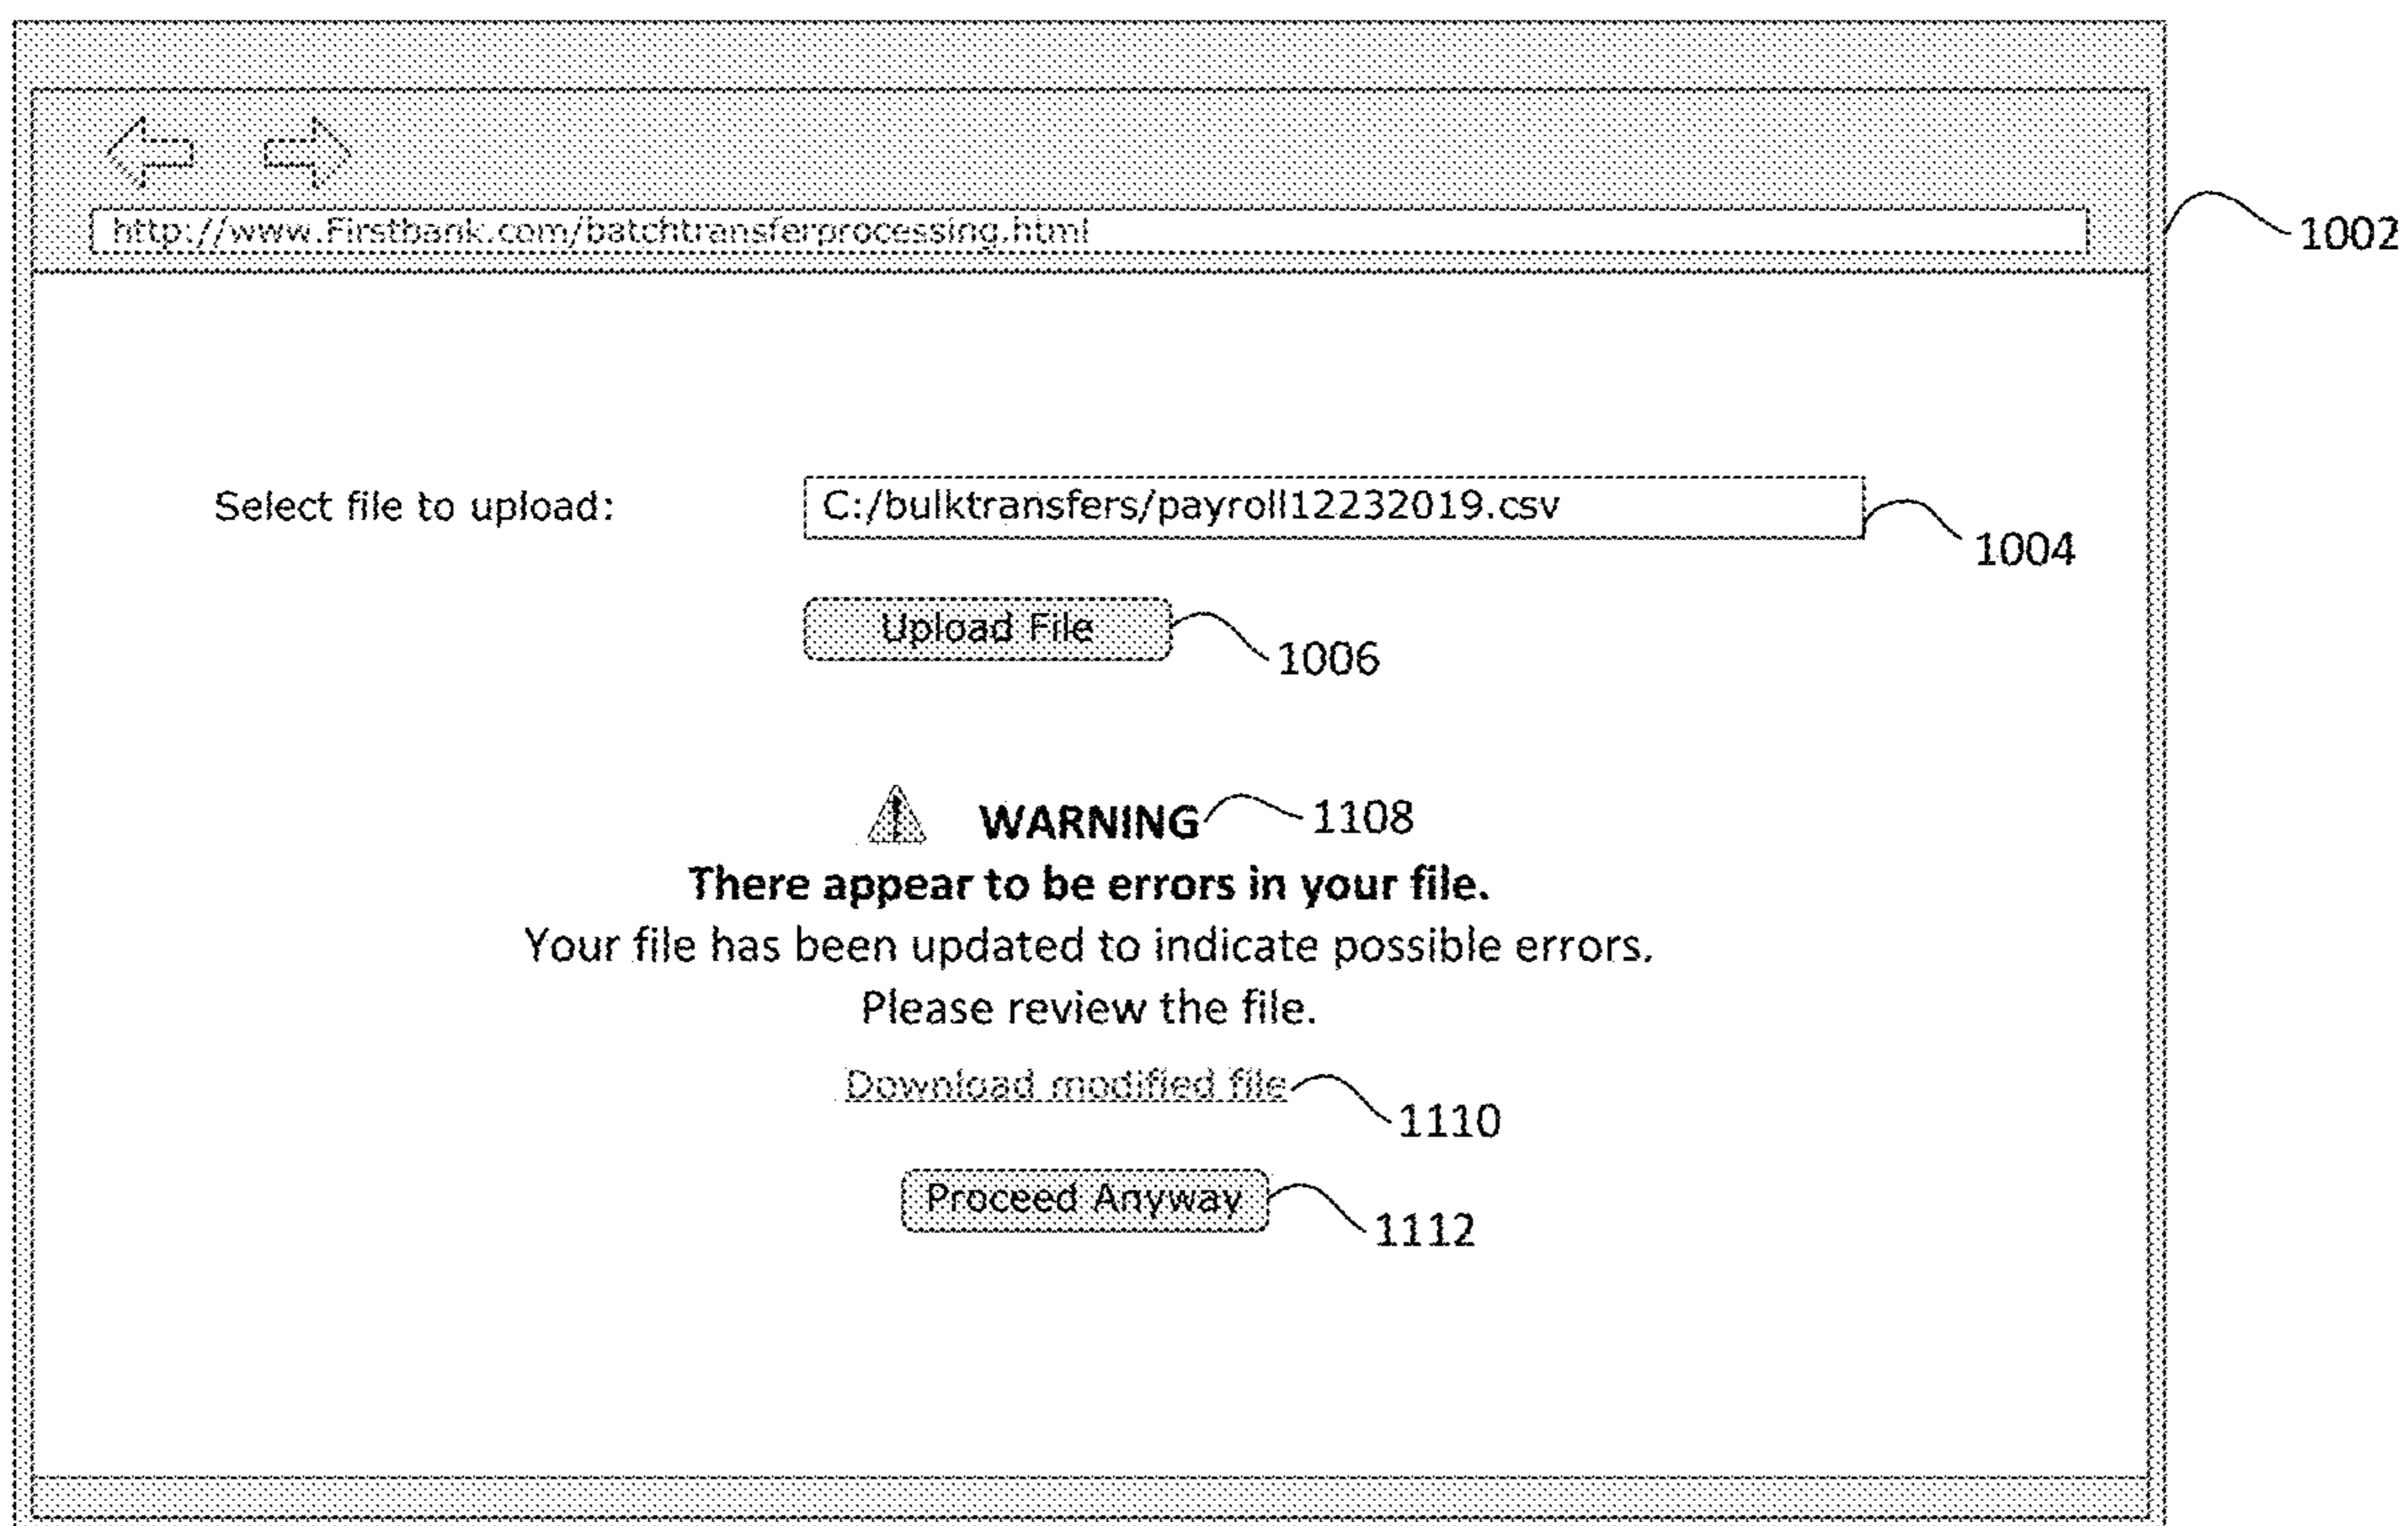 http://www.Firstbank.com/batchtransferprocessing.html
1002
Select file to upload: C:/bulktransfers/payroll12232019.csv
1004
Upload File
1006
WARNING 1108
There appear to be errors in your file.
Your file has been updated to indicate possible errors.
Please review the file.
Download modified file
1110
Proceed Anyway
1112